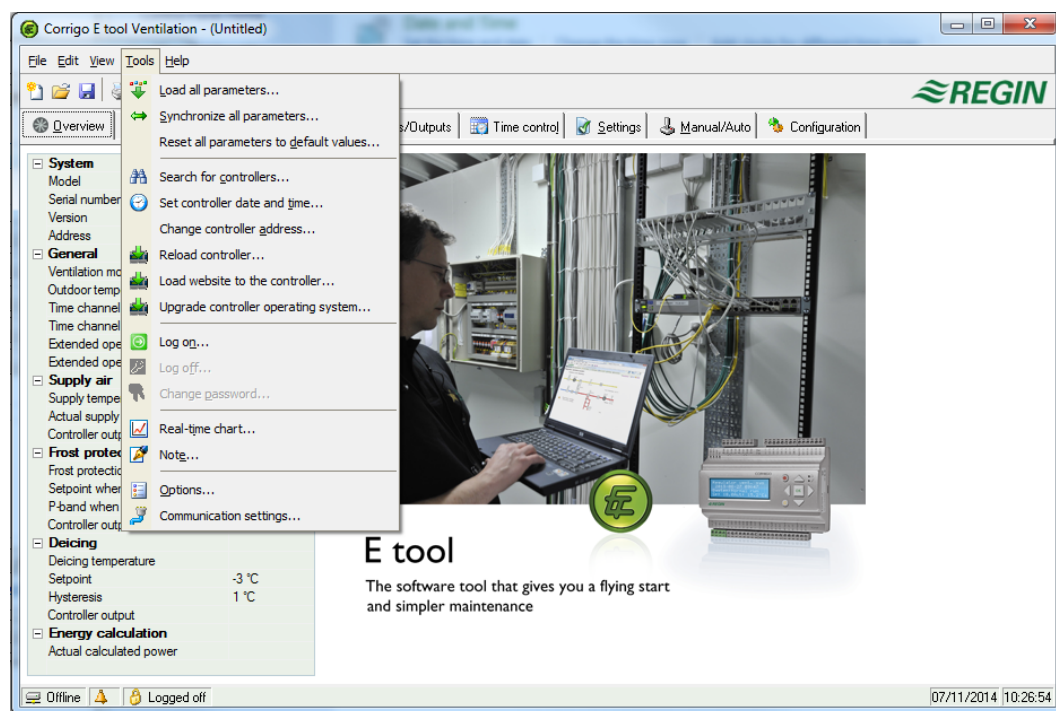 Corrigo E tool Ventilation - (Untitled)
File Edit View Tools Help
REGIN
Overview
s/Outputs
Time control
Settings
Manual/Auto
Configuration
Load all parameters...
Synchronize all parameters...
Reset all parameters to default values...
Search for controllers...
Set controller date and time...
Change controller address...
Reload controller...
Load website to the controller...
Upgrade controller operating system...
Log on...
Log off...
Change password...
Real-time chart...
Note...
Options...
Communication settings...
System
Model
Serial number
Version
Address
General
Ventilation mo
Outdoor temp
Time channel
Time channel
Extended ope
Extended ope
Supply air
Supply tempe
Actual supply
Controller outp
Frost protec
Frost protectio
Setpoint wher
P-band when
Controller outp
Deicing
Deicing temperature
Setpoint -3 °C
Hysteresis 1 °C
Controller output
Energy calculation
Actual calculated power
E tool
The software tool that gives you a flying start
and simpler maintenance
Offline
Logged off
07/11/2014 10:26:54